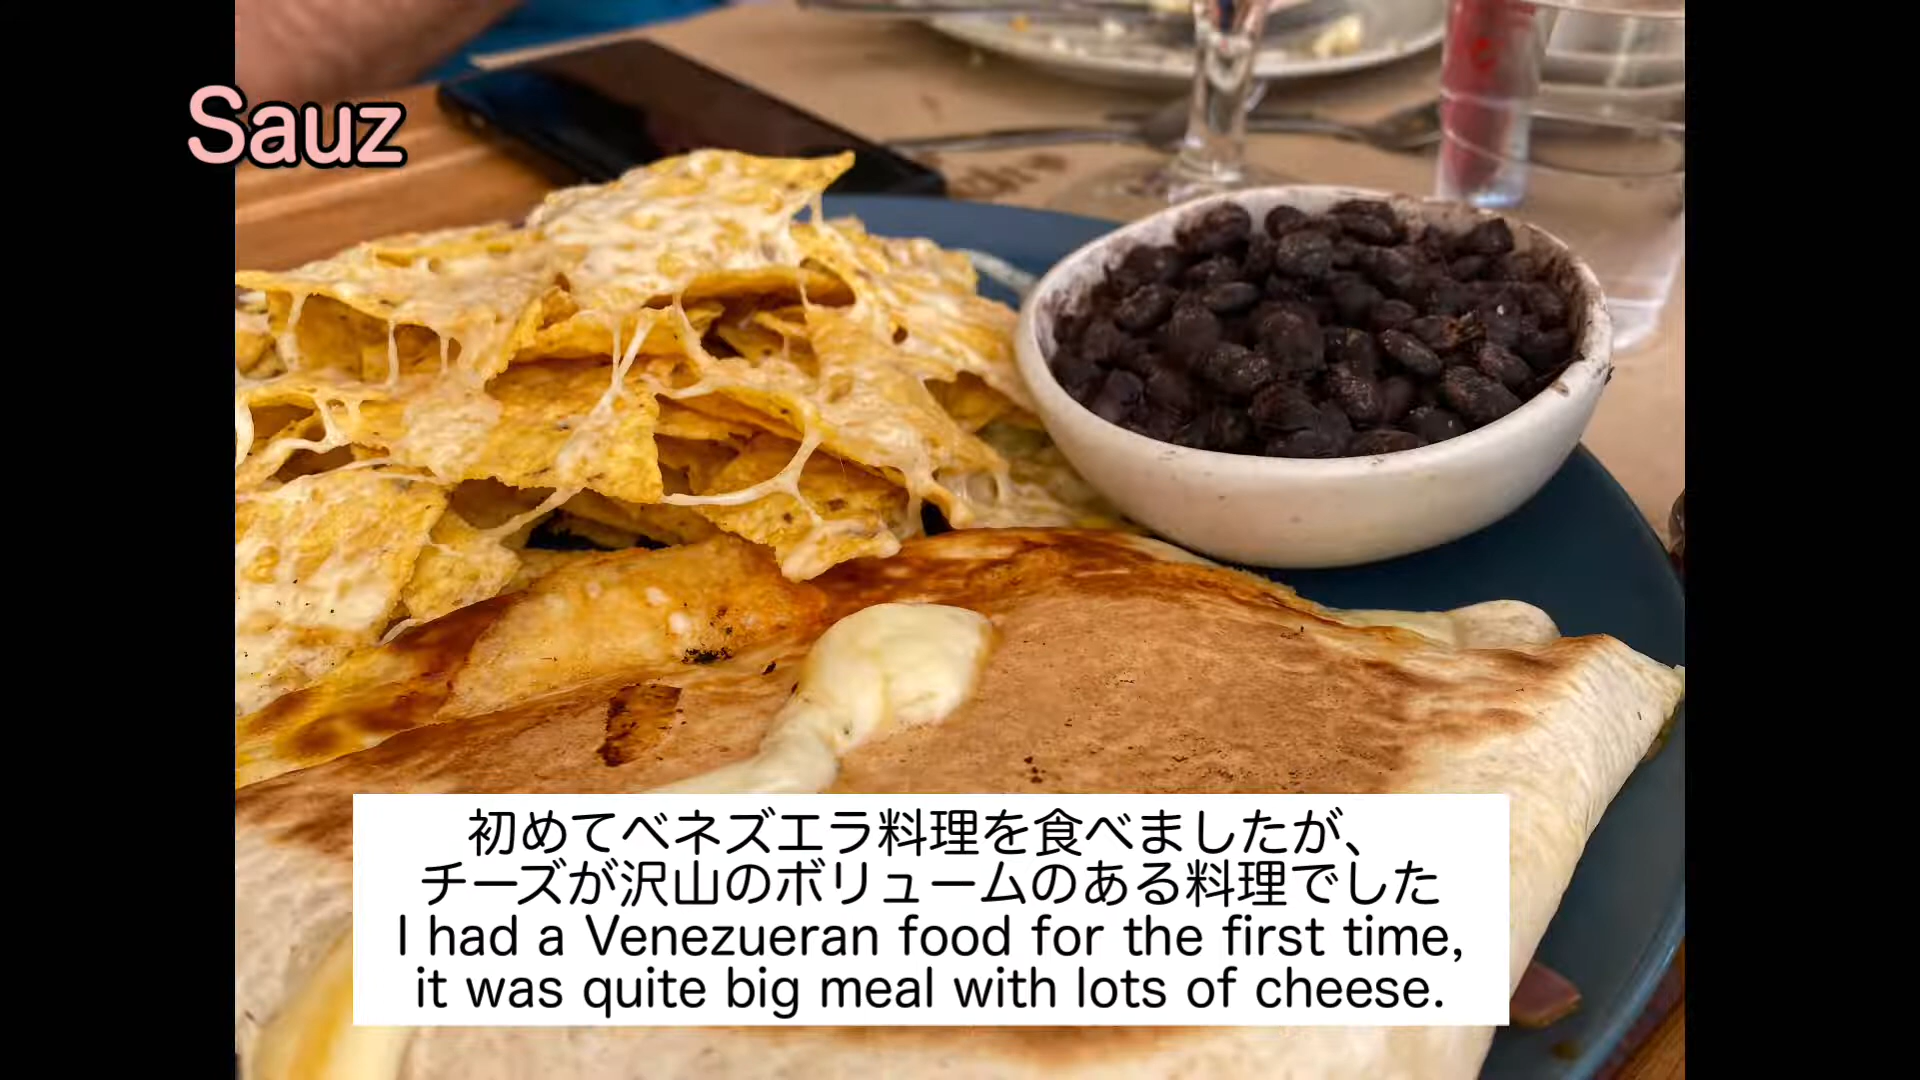 Sauz
初めてベネズエラ料理を食べましたが、
チーズが沢山のボリュームのある料理でした
I had a Venezueran food for the first time,
it was quite big meal with lots of cheese.